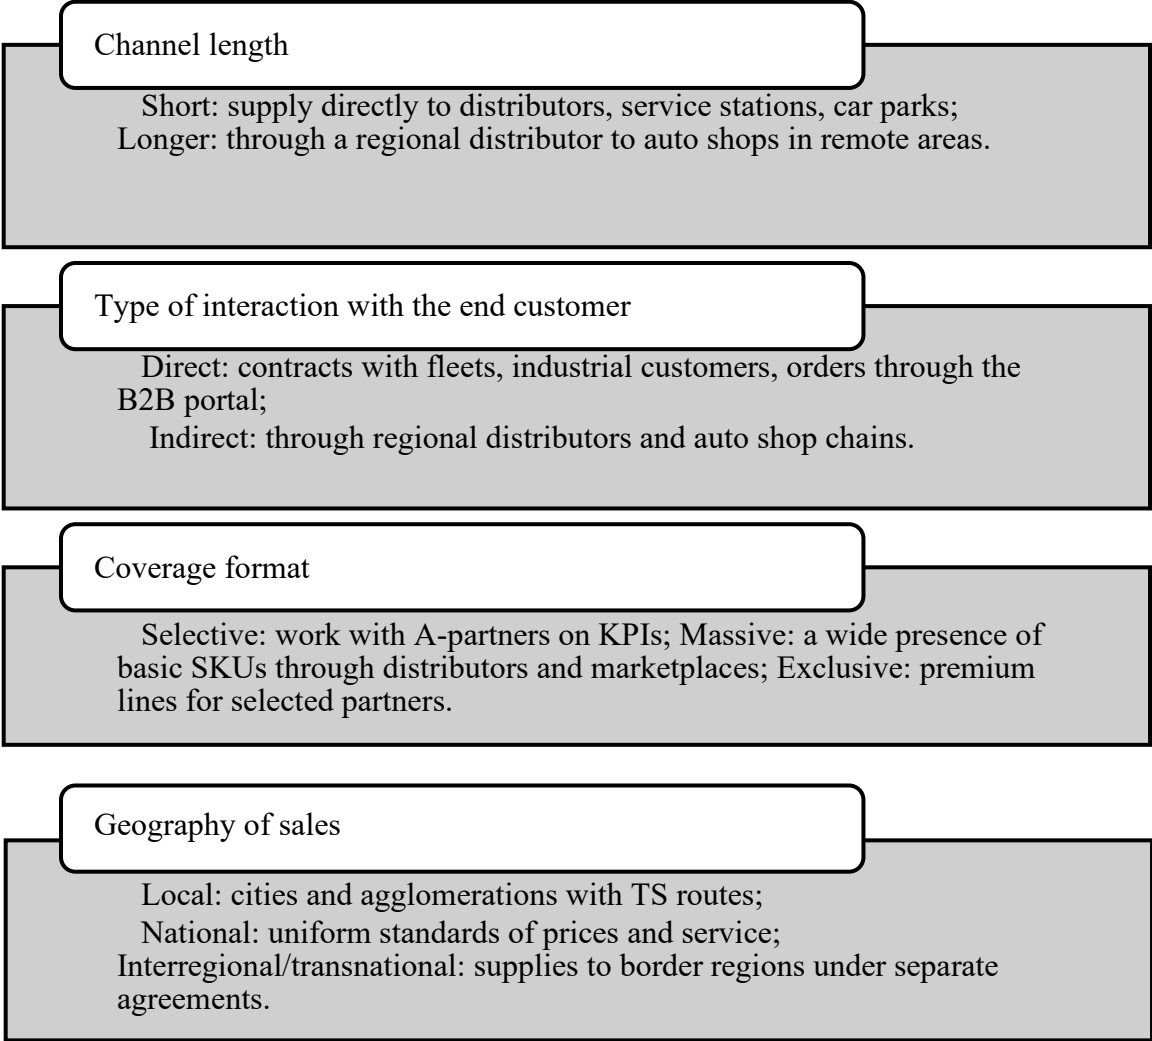 Channel length
Short: supply directly to distributors, service stations, car parks;
Longer: through a regional distributor to auto shops in remote areas.
Type of interaction with the end customer
Direct: contracts with fleets, industrial customers, orders through the
B2B portal;
Indirect: through regional distributors and auto shop chains.
Coverage format
Selective: work with A-partners on KPIs; Massive: a wide presence of
basic SKUs through distributors and marketplaces; Exclusive: premium
lines for selected partners.
Geography of sales
Local: cities and agglomerations with TS routes;
National: uniform standards of prices and service;
Interregional/transnational: supplies to border regions under separate
agreements.